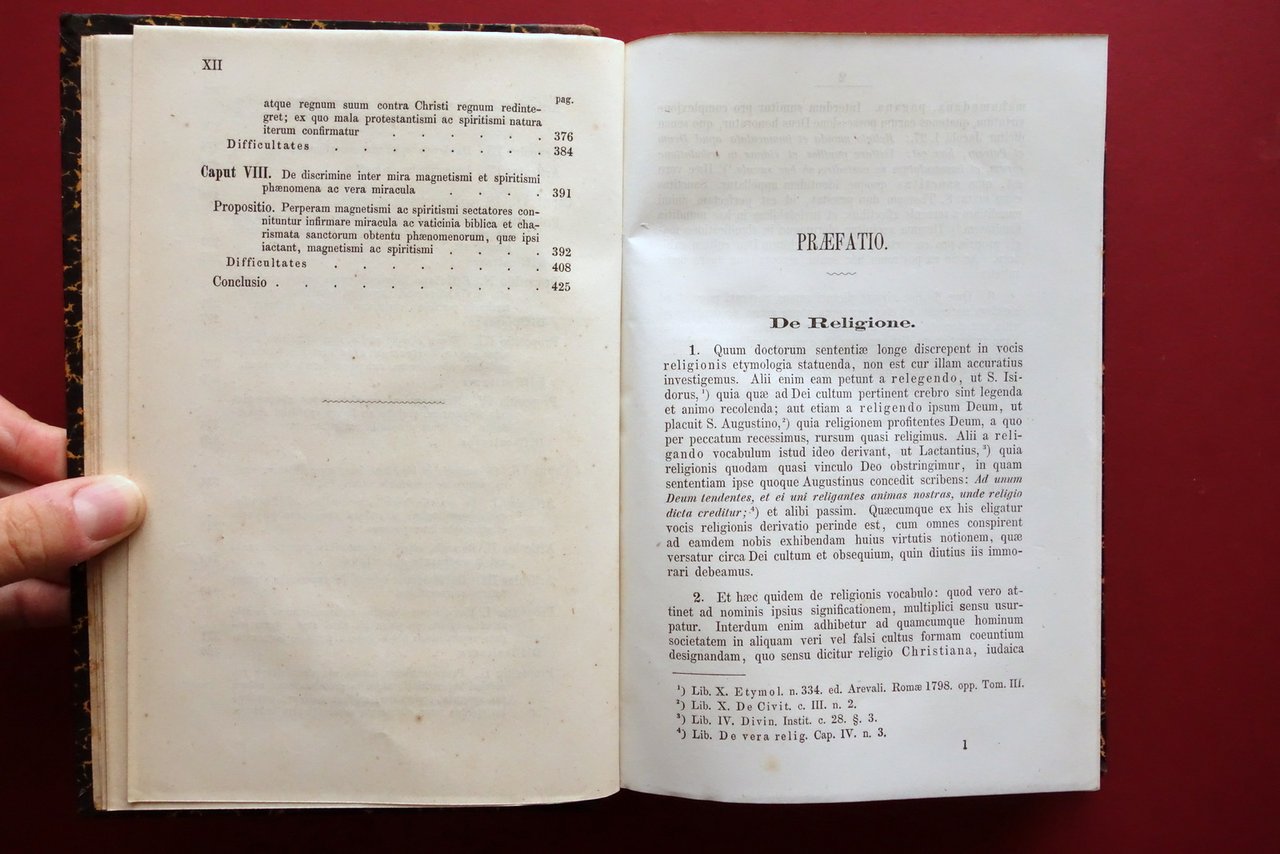 XII
pag.
atque regnum suum contra Christi regnum redinte-
gret; ex quo mala protestantismi ac spiritismi natura
iterum confirmatur . . . . . . 376
Difficultates . . . . . . . . 384
Caput VIII. De discrimine inter mira magnetismi et spiritismi
phænomena ac vera miracula . . . . 391
Propositio. Perperam magnetismi ac spiritismi sectatores con-
nituntur infirmare miracula ac vaticinia biblica et cha-
rismata sanctorum obtentu phænomenorum, quæ ipsi
iactant, magnetismi ac spiritismi . . . . 392
Difficultates . . . . . . . . 408
Conclusio . . . . . . . . . . 425
PRÆFATIO.
De Religione.
1. Quum doctorum sententiæ longe discrepent in vocis
religionis etymologia statuenda, non est cur illam accuratius
investigemus. Alii enim eam petunt a relegendo, ut S. Isi-
dorus,¹) quia quæ ad Dei cultum pertinent crebro sint legenda
et animo recolenda; aut etiam a religendo ipsum Deum, ut
placuit S. Augustino,²) quia religionem profitentes Deum, a quo
per peccatum recessimus, rursum quasi religimus. Alii a reli-
gando vocabulum istud ideo derivant, ut Lactantius,³) quia
religionis quodam quasi vinculo Deo obstringimur, in quam
sententiam ipse quoque Augustinus concedit scribens: Ad unum
Deum tendentes, et ei uni religantes animas nostras, unde religio
dicta creditur;⁴) et alibi passim. Quæcumque ex his eligatur
vocis religionis derivatio perinde est, cum omnes conspirent
ad eamdem nobis exhibendam huius virtutis notionem, quæ
versatur circa Dei cultum et obsequium, quin diutius iis immo-
rari debeamus.
2. Et hæc quidem de religionis vocabulo: quod vero at-
tinet ad nominis ipsius significationem, multiplici sensu usur-
patur. Interdum enim adhibetur ad quamcumque hominum
societatem in aliquam veri vel falsi cultus formam coeuntium
designandam, quo sensu dicitur religio Christiana, iudaica
¹) Lib. X. Etymol. n. 334. ed. Arevali. Romæ 1798. opp. Tom. III.
²) Lib. X. De Civit. c. III. n. 2.
³) Lib. IV. Divin. Instit. c. 28. §. 3.
⁴) Lib. De vera relig. Cap. IV. n. 3.
I